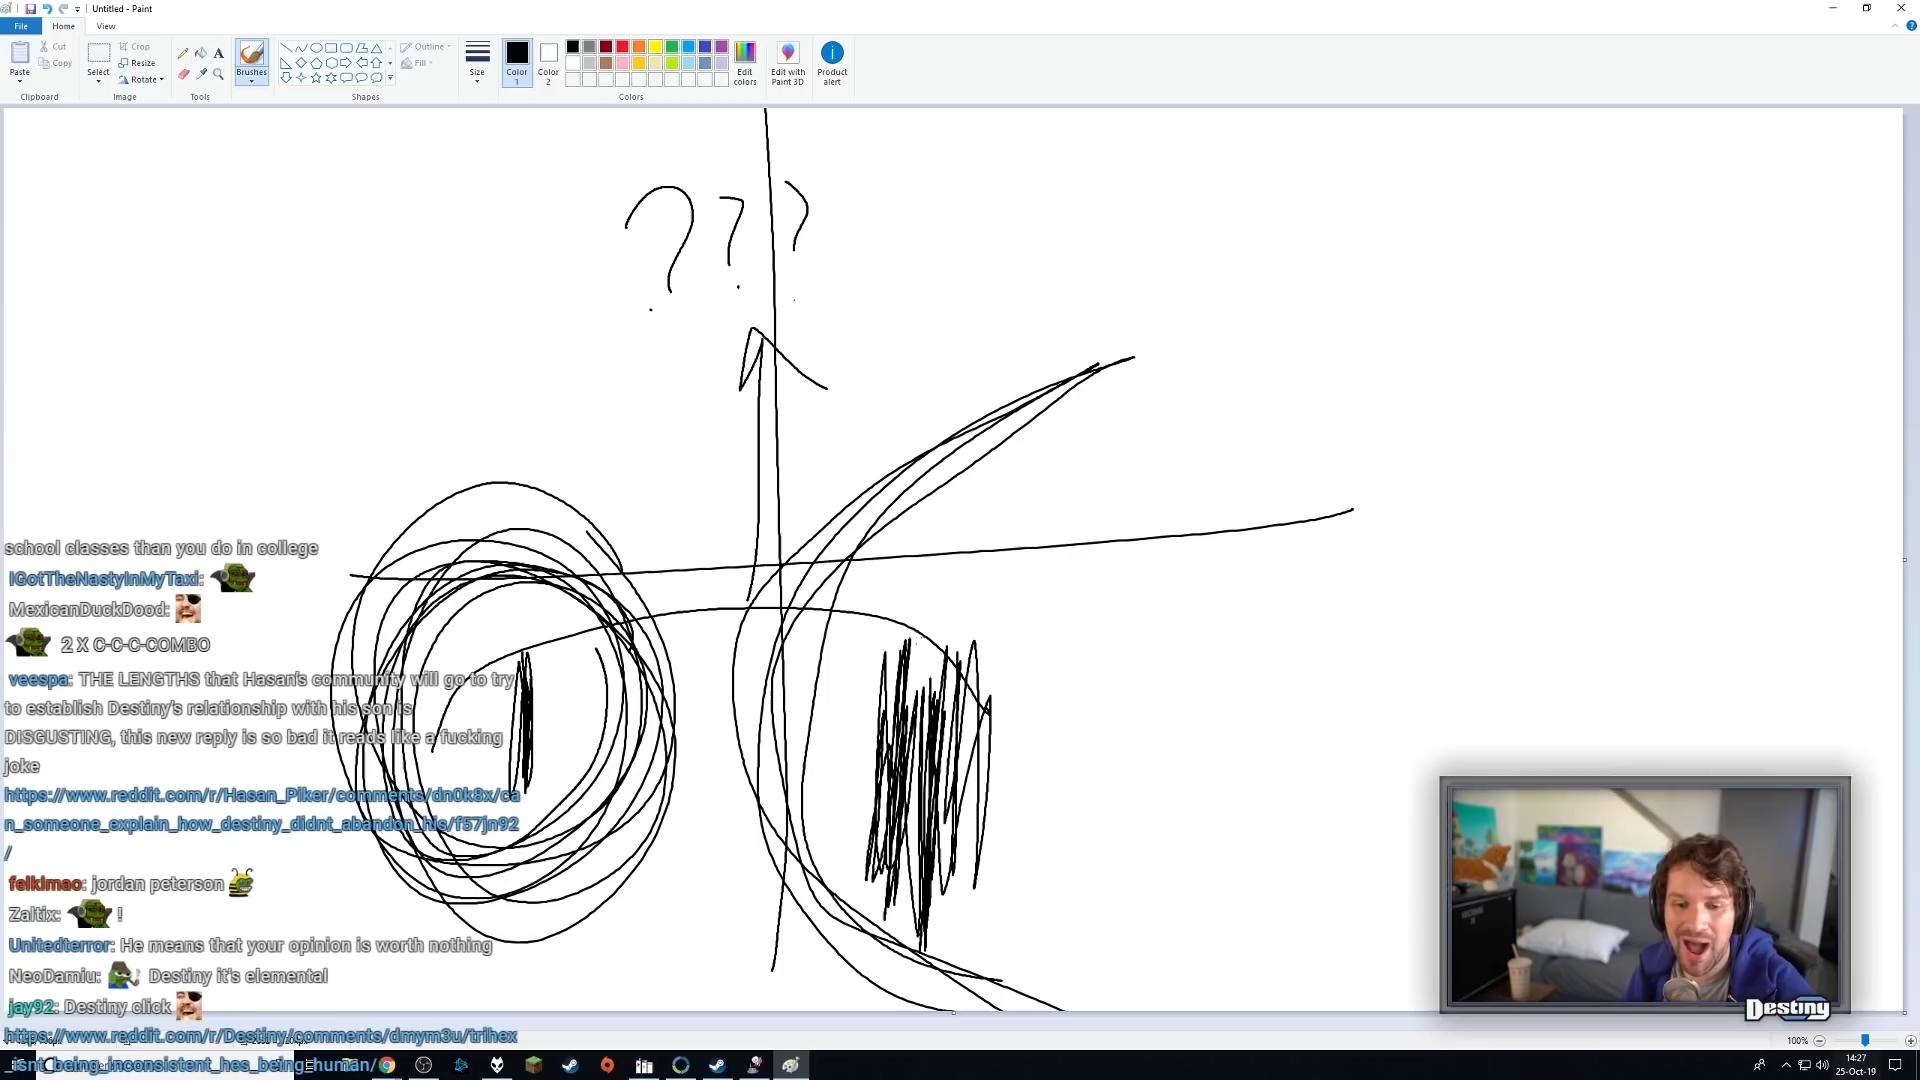 Untitled - Paint
File Home View
Paste
Cut
Copy
Clipboard
Select
Crop
Resize
Rotate
Image
Tools
Brushes
Outline
Fill
Shapes
Size
Color
1
Color
2
Edit
colors
Colors
Edit with
Paint 3D
Product
alert
???
school classes than you do in college
IGotTheNastyInMyTaxi:
MexicanDuckDood:
2 X C-C-C-COMBO
veespa: THE LENGTHS that Hasan's community will go to try
to establish Destiny's relationship with his son is
DISGUSTING, this new reply is so bad it reads like a fucking
joke
https://www.reddit.com/r/Hasan_Piker/comments/dn0k8x/ca
n_someone_explain_how_destiny_didnt_abandon_his/f57jn92
/
felklmao: jordan peterson
Zaltix: !
Unitedterror: He means that your opinion is worth nothing
NeoDamiu: Destiny it's elemental
jay92: Destiny click
https://www.reddit.com/r/Destiny/comments/dmym3u/trihex
_isnt_being_inconsistent_hes_being_human/
Destiny
100%
14:27
25-Oct-19